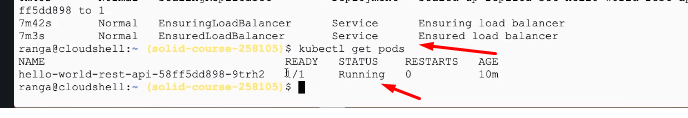 ff5dd898 to 1
7m42s Normal EnsuringLoadBalancer Service Ensuring load balancer
7m3s Normal EnsuredLoadBalancer Service Ensured load balancer
ranga@cloudshell:~ (solid-course-258105)$ kubectl get pods
NAME READY STATUS RESTARTS AGE
hello-world-rest-api-58ff5dd898-9trh2 1/1 Running 0 10m
ranga@cloudshell:~ (solid-course-258105)$